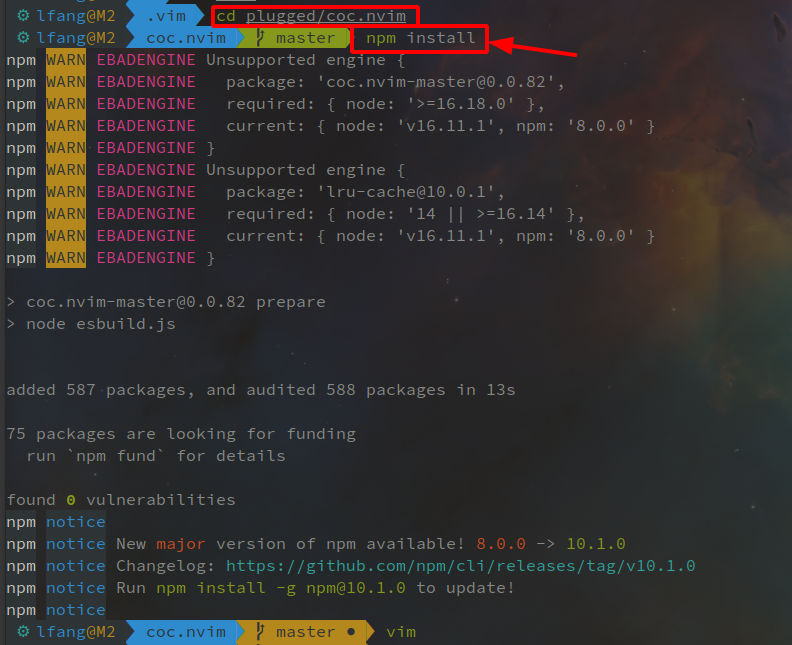 ⚙ lfang@M2 .vim cd plugged/coc.nvim
⚙ lfang@M2 coc.nvim master npm install
npm WARN EBADENGINE Unsupported engine {
npm WARN EBADENGINE   package: 'coc.nvim-master@0.0.82',
npm WARN EBADENGINE   required: { node: '>=16.18.0' },
npm WARN EBADENGINE   current: { node: 'v16.11.1', npm: '8.0.0' }
npm WARN EBADENGINE }
npm WARN EBADENGINE Unsupported engine {
npm WARN EBADENGINE   package: 'lru-cache@10.0.1',
npm WARN EBADENGINE   required: { node: '14 || >=16.14' },
npm WARN EBADENGINE   current: { node: 'v16.11.1', npm: '8.0.0' }
npm WARN EBADENGINE }
> coc.nvim-master@0.0.82 prepare
> node esbuild.js
added 587 packages, and audited 588 packages in 13s
75 packages are looking for funding
  run `npm fund` for details
found 0 vulnerabilities
npm notice
npm notice New major version of npm available! 8.0.0 -> 10.1.0
npm notice Changelog: https://github.com/npm/cli/releases/tag/v10.1.0
npm notice Run npm install -g npm@10.1.0 to update!
npm notice
⚙ lfang@M2 coc.nvim master ● vim